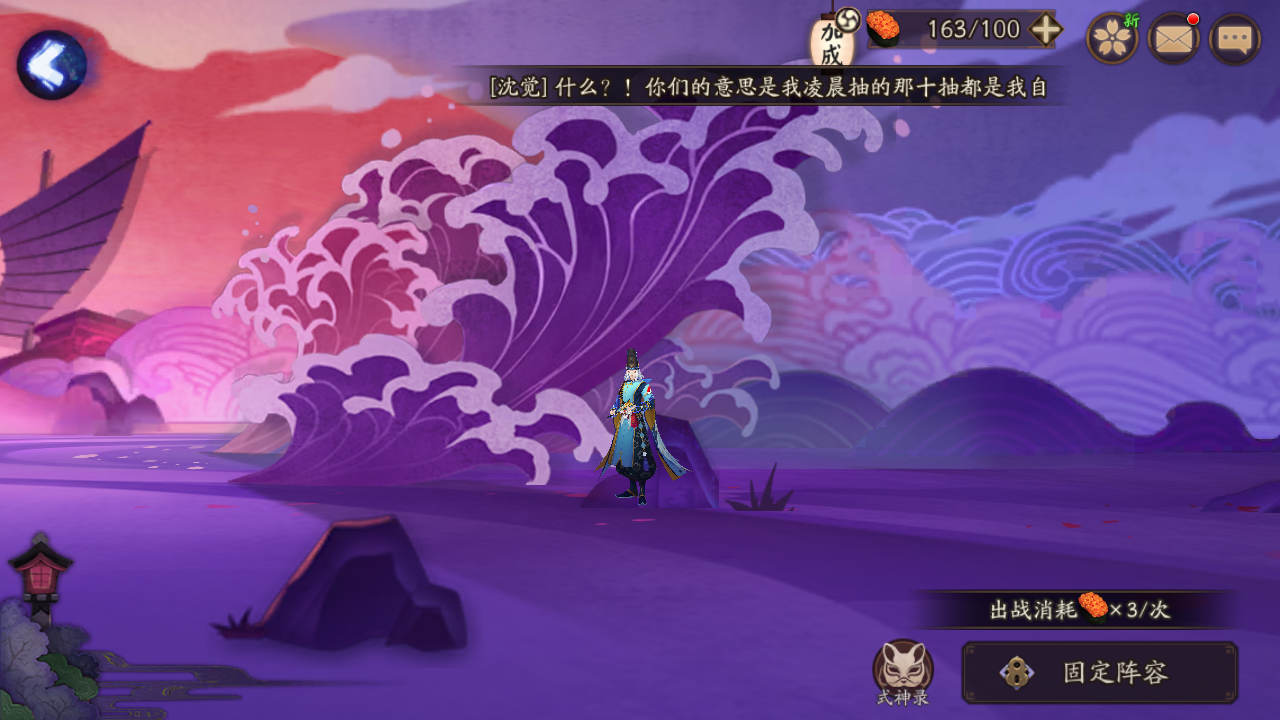 加成
163/100
新
[沈觉] 什么？！你们的意思是我凌晨抽的那十抽都是我自
出战消耗 ×3/次
式神录
固定阵容